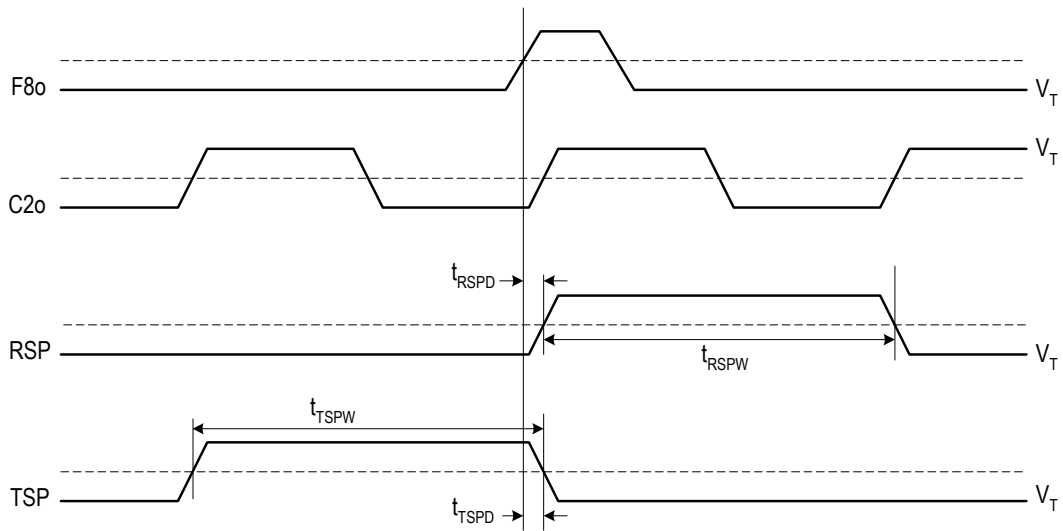 F8o
V_T
V_T
C2o
t_RSPD
RSP
t_RSPW
V_T
t_TSPW
TSP
t_TSPD
V_T